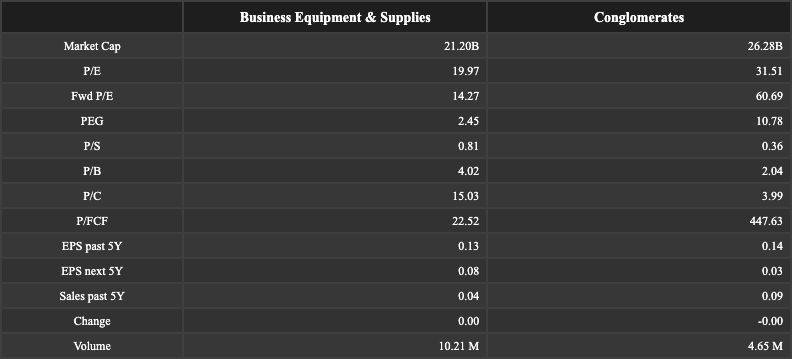 Business Equipment & Supplies Conglomerates
Market Cap 21.20B 26.28B
P/E 19.97 31.51
Fwd P/E 14.27 60.69
PEG 2.45 10.78
P/S 0.81 0.36
P/B 4.02 2.04
P/C 15.03 3.99
P/FCF 22.52 447.63
EPS past 5Y 0.13 0.14
EPS next 5Y 0.08 0.03
Sales past 5Y 0.04 0.09
Change 0.00 -0.00
Volume 10.21 M 4.65 M